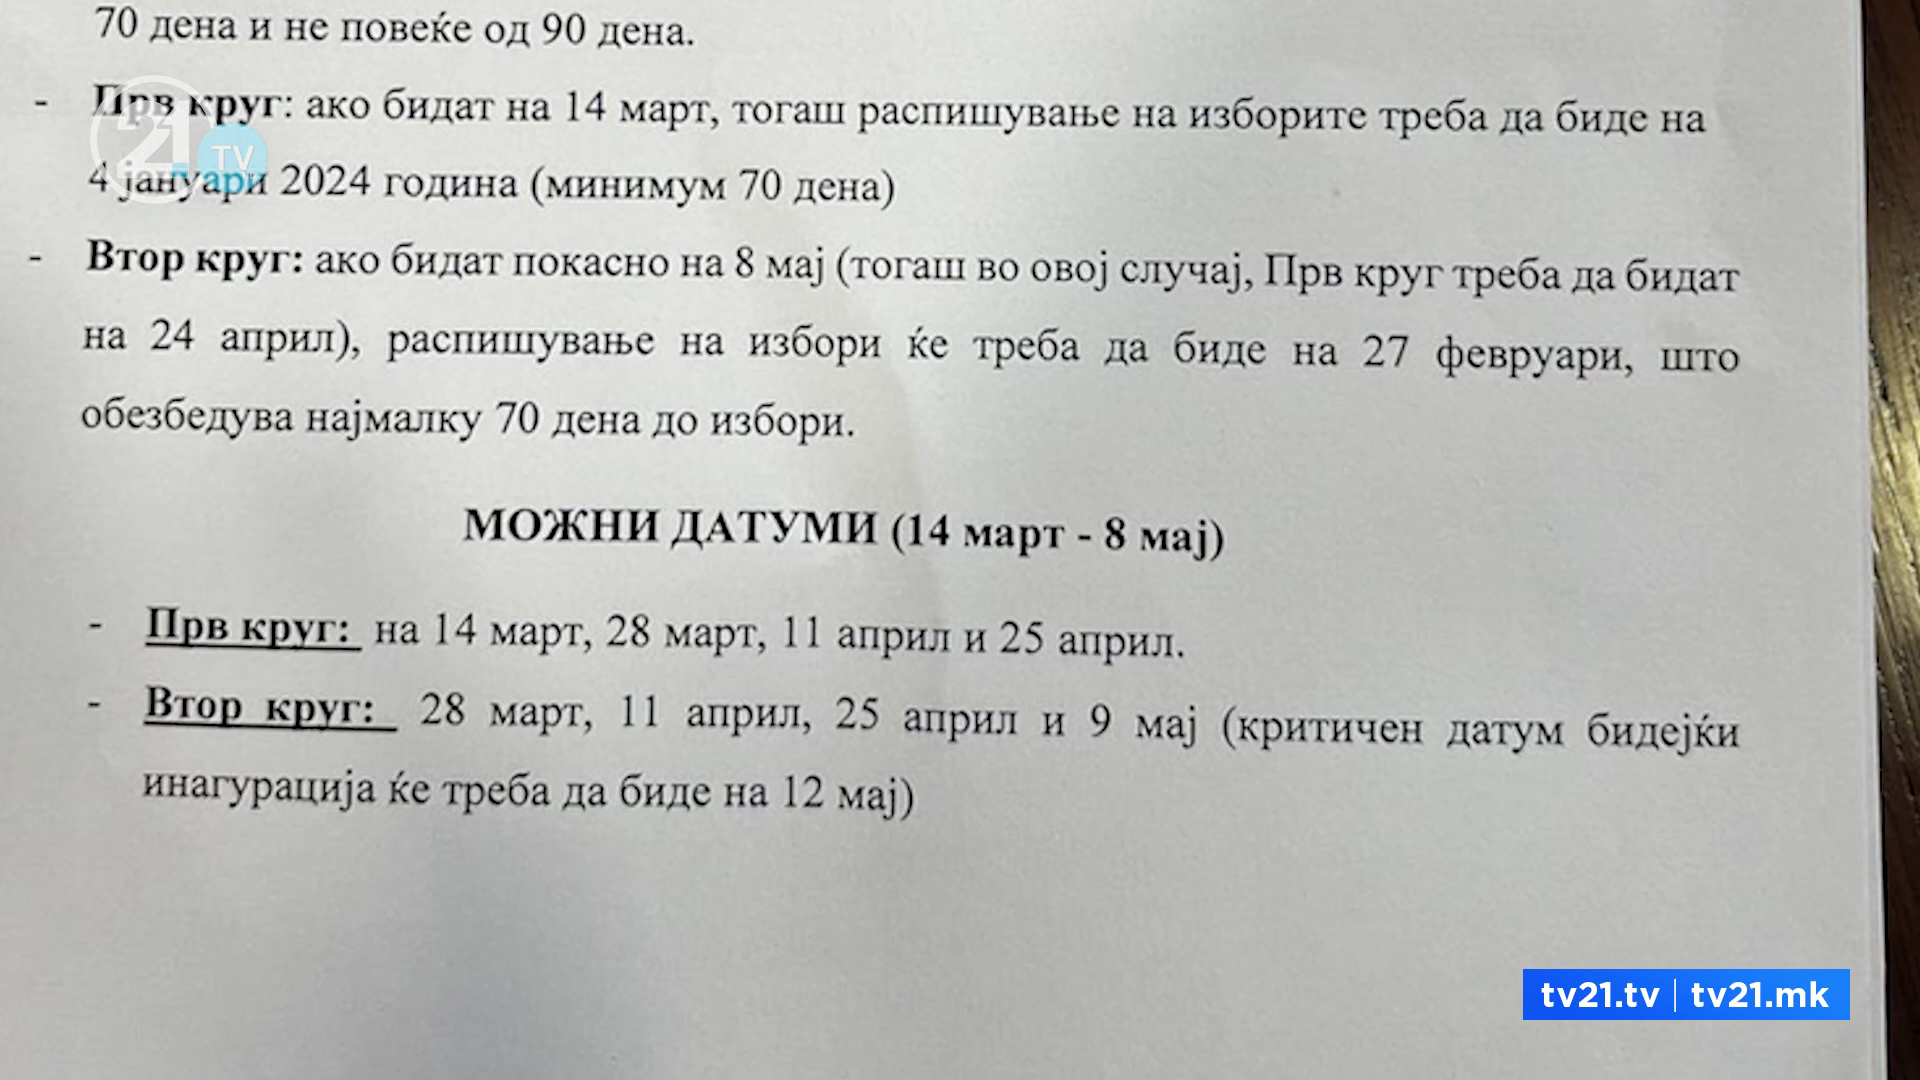 70 дена и не повеќе од 90 дена.
- Прв круг: ако бидат на 14 март, тогаш распишување на изборите треба да биде на
4 јануари 2024 година (минимум 70 дена)
- Втор круг: ако бидат покасно на 8 мај (тогаш во овој случај, Прв круг треба да бидат
на 24 април), распишување на избори ќе треба да биде на 27 февруари, што
обезбедува најмалку 70 дена до избори.
МОЖНИ ДАТУМИ (14 март - 8 мај)
- Прв круг: на 14 март, 28 март, 11 април и 25 април.
- Втор круг: 28 март, 11 април, 25 април и 9 мај (критичен датум бидејќи
инагурација ќе треба да биде на 12 мај)
21 TV
tv21.tv | tv21.mk